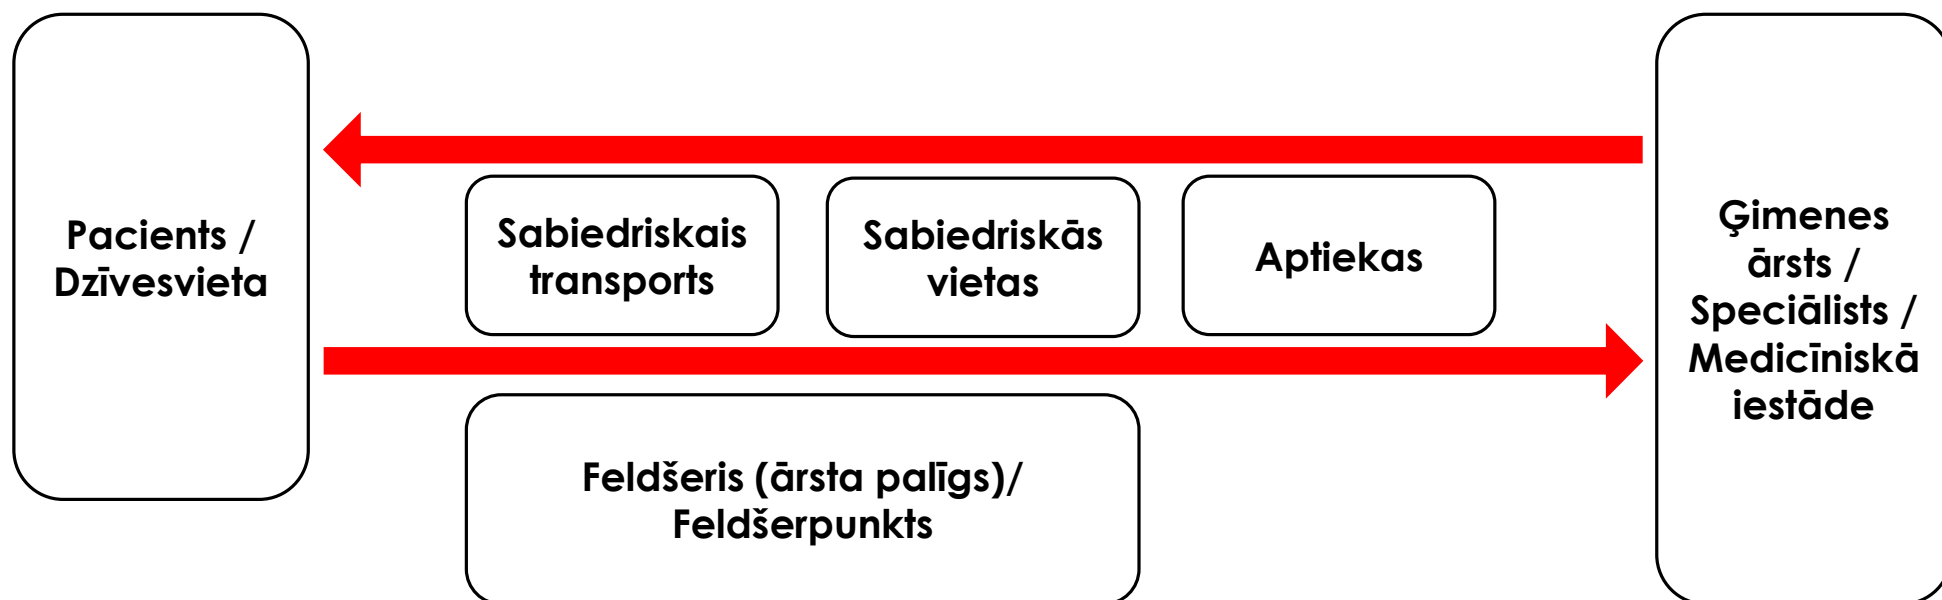 Pacients /
Dzīvesvieta
Sabiedriskais
transports
Sabiedriskās
vietas
Aptiekas
Ģimenes
ārsts /
Speciālists /
Medicīniskā
iestāde
Feldšeris (ārsta palīgs)/
Feldšerpunkts